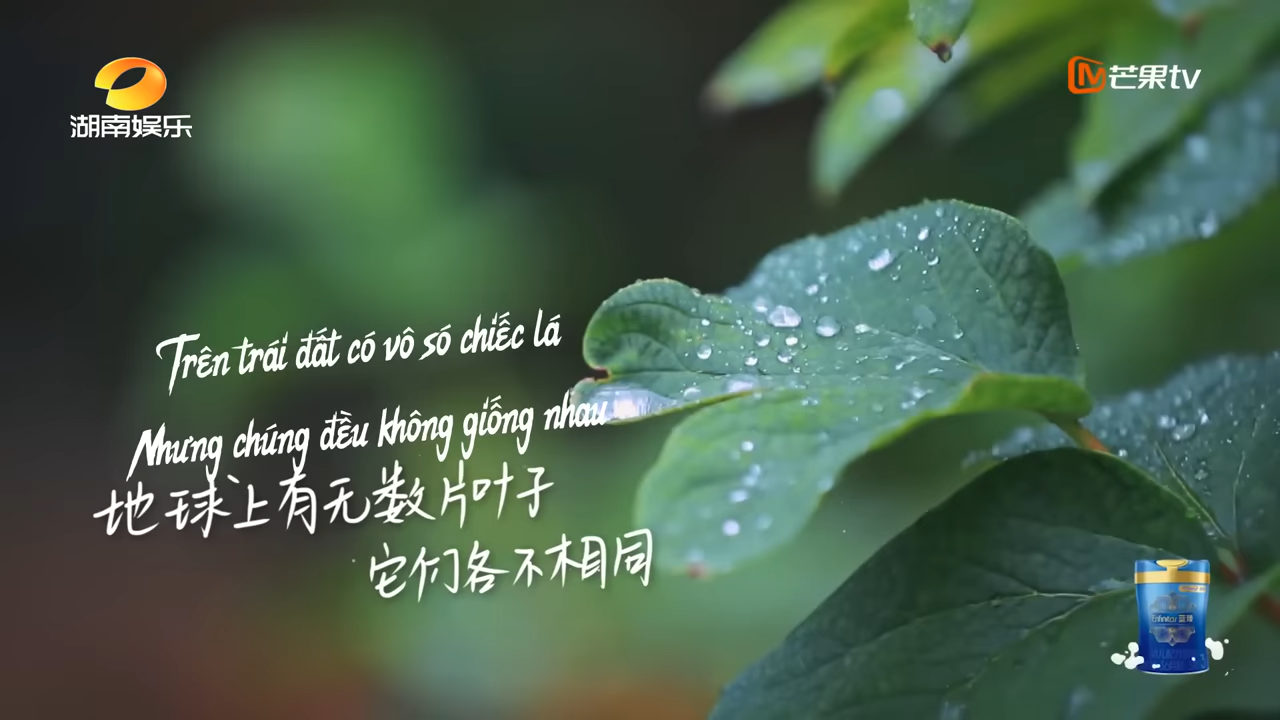 湖南娱乐
芒果tv
Trên trái đất có vô só chiếc lá
Nhưng chúng đều không giống nhau
地球上有无数片叶子
它们各不相同